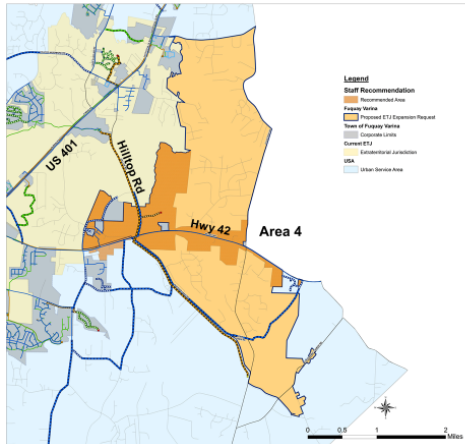 Legend
Staff Recommendation
Recommended Area
Fuquay Varina
Proposed ETJ Expansion Request
Town of Fuquay Varina
Corporate Limits
Current ETJ
Extraterritorial Jurisdiction
USA
Urban Service Area
US 401
Hilltop Rd
Hwy 42
Area 4
0 0.5 1 2
Miles